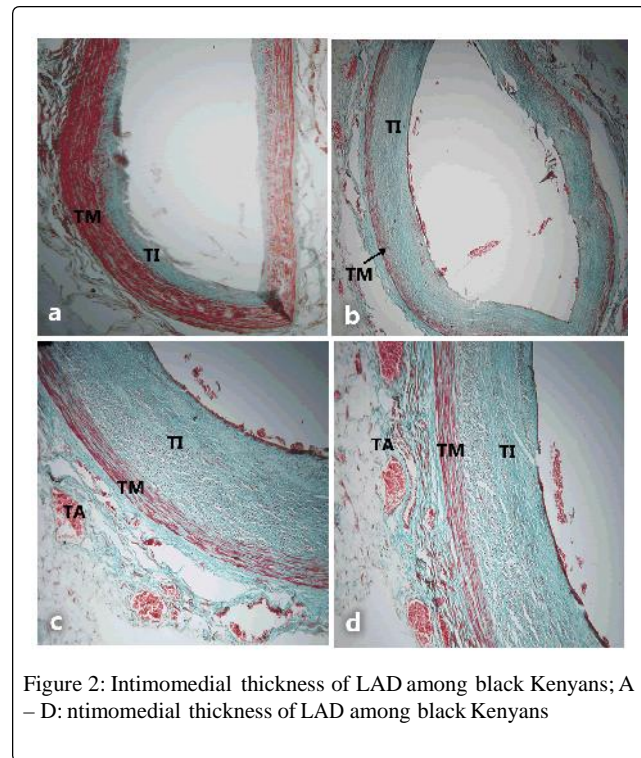 TM
TI
a
TI
TM
b
TI
TM
TA
c
TA
TM
TI
d
Figure 2: Intimomedial thickness of LAD among black Kenyans; A
– D: ntimomedial thickness of LAD among black Kenyans